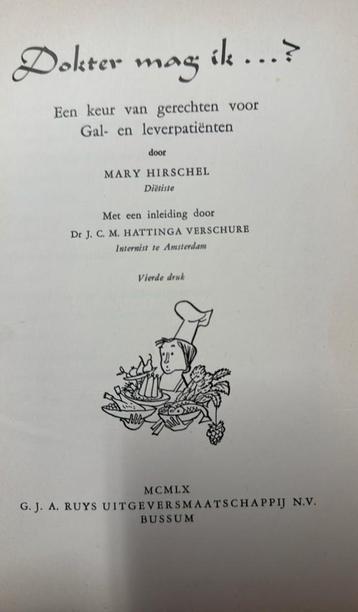 Dokter mag ik...?
Een keur van gerechten voor
Gal- en leverpatiënten
door
MARY HIRSCHEL
Diëtiste
Met een inleiding door
Dr J. C. M. HATTINGA VERSCHURE
Internist te Amsterdam
Vierde druk
MCMLX
G. J. A. RUYS UITGEVERSMAATSCHAPPIJ N.V.
BUSSUM